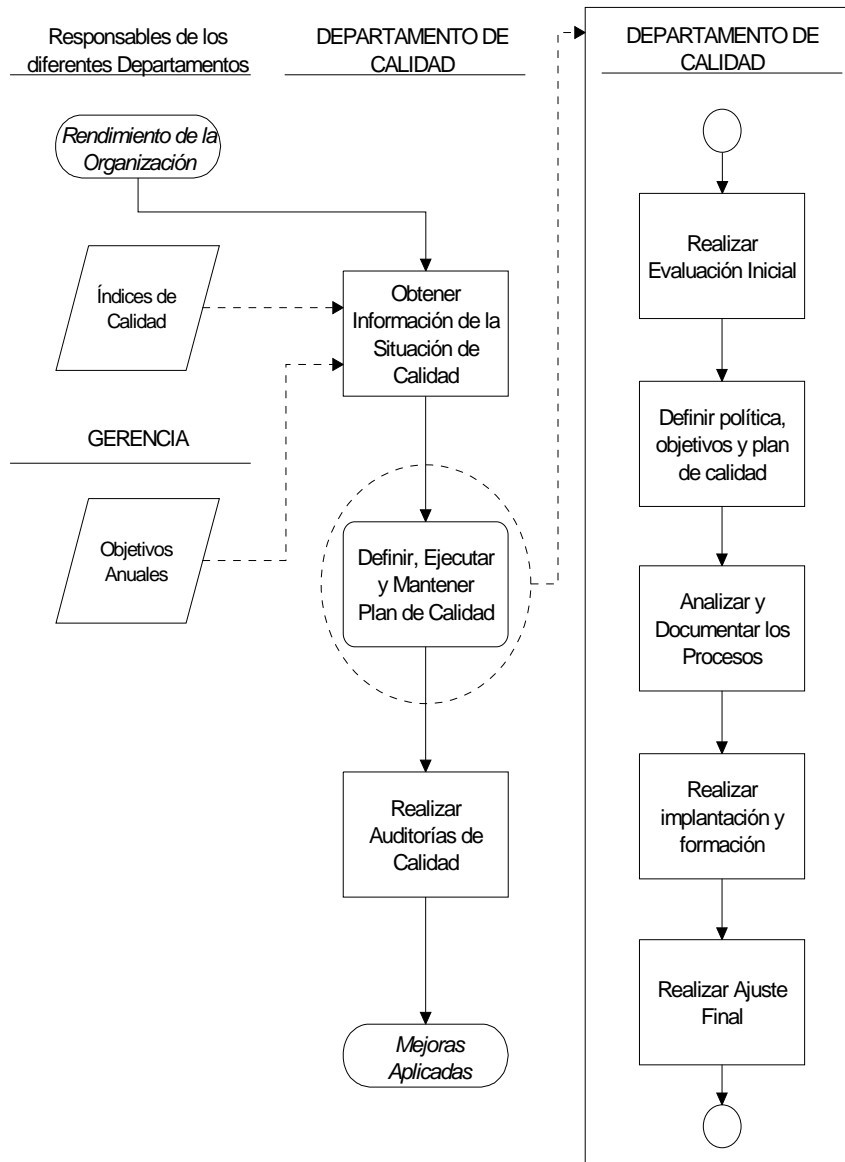 Responsables de los
diferentes Departamentos
DEPARTAMENTO DE
CALIDAD
Rendimiento de la
Organización
Índices de
Calidad
Obtener
Información de la
Situación de
Calidad
GERENCIA
Objetivos
Anuales
Definir, Ejecutar
y Mantener
Plan de Calidad
Realizar
Auditorías de
Calidad
Mejoras
Aplicadas
DEPARTAMENTO DE
CALIDAD
Realizar
Evaluación Inicial
Definir política,
objetivos y plan
de calidad
Analizar y
Documentar los
Procesos
Realizar
implantación y
formación
Realizar Ajuste
Final